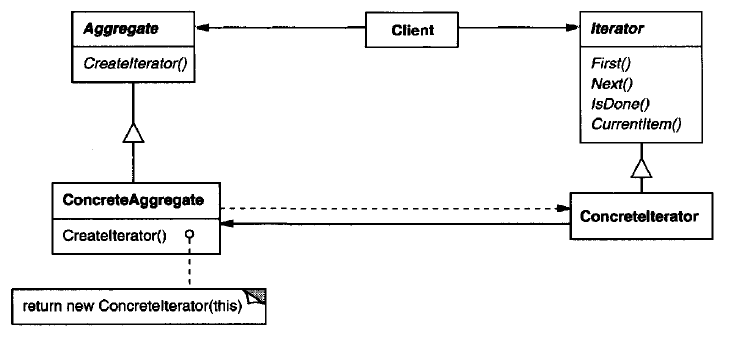 Aggregate
CreateIterator()
Client
Iterator
First()
Next()
IsDone()
CurrentItem()
ConcreteAggregate
CreateIterator()
ConcreteIterator
return new ConcreteIterator(this)